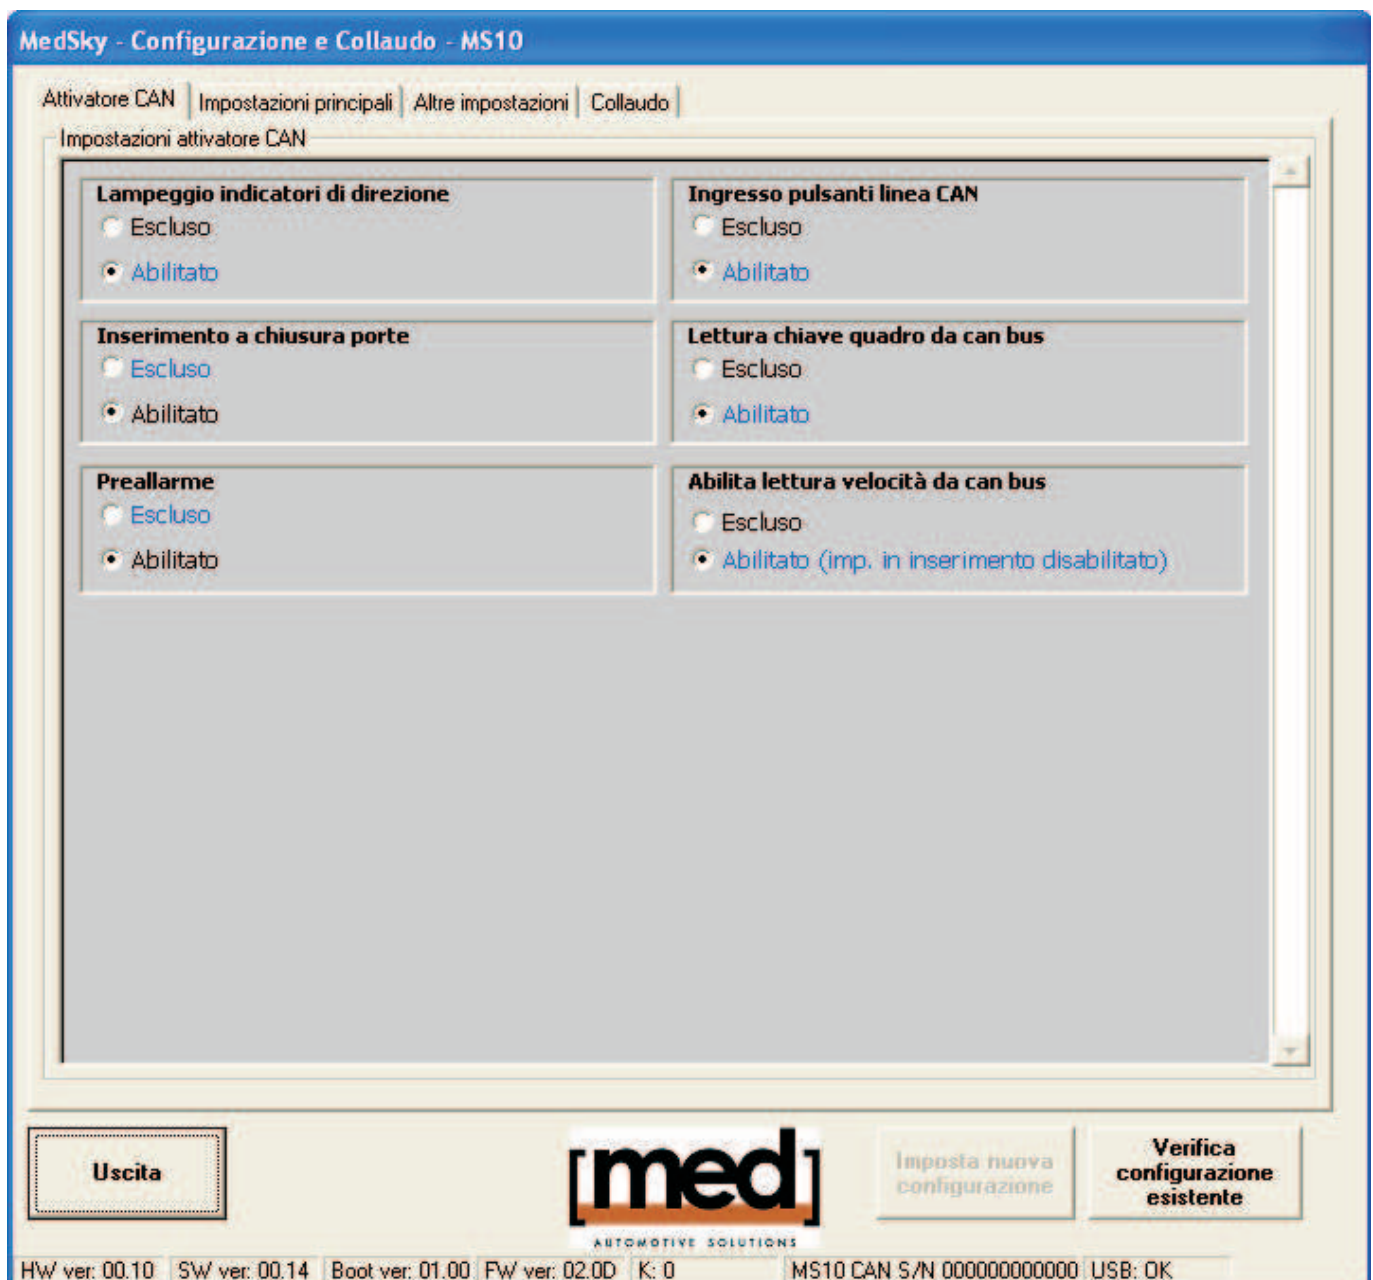 MedSky - Configurazione e Collaudo - MS10
Attivatore CAN
Impostazioni principali
Altre impostazioni
Collaudo
Impostazioni attivatore CAN
Lampeggio indicatori di direzione
Escluso
Abilitato
Ingresso pulsanti linea CAN
Escluso
Abilitato
Inserimento a chiusura porte
Escluso
Abilitato
Lettura chiave quadro da can bus
Escluso
Abilitato
Preallarme
Escluso
Abilitato
Abilita lettura velocità da can bus
Escluso
Abilitato (imp. in inserimento disabilitato)
Uscita
[med]
AUTOMOTIVE SOLUTIONS
Imposta nuova
configurazione
Verifica
configurazione
esistente
HW ver: 00.10 SW ver: 00.14 Boot ver: 01.00 FW ver: 02.0D K: 0 MS10 CAN S/N 000000000000 USB: OK